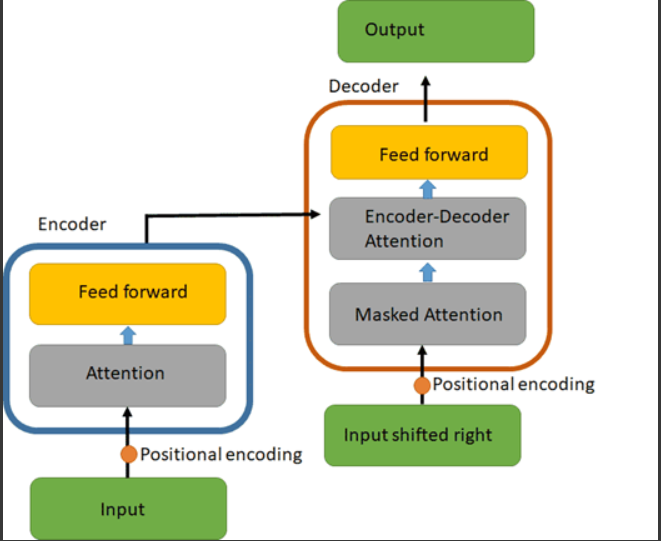 Output
Decoder
Feed forward
Encoder-Decoder
Attention
Masked Attention
Positional encoding
Input shifted right
Encoder
Feed forward
Attention
Positional encoding
Input